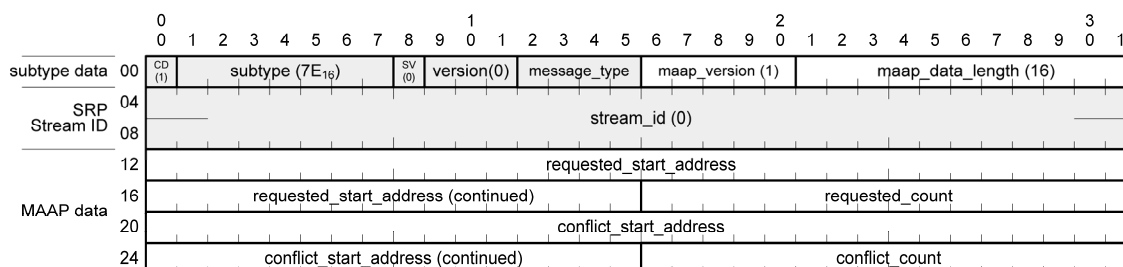 0 1 2 3
0 1 2 3 4 5 6 7 8 9 0 1 2 3 4 5 6 7 8 9 0 1 2 3 4 5 6 7 8 9 0 1
subtype data 00 CD (1) subtype (7E₁₆) SV (0) version(0) message_type maap_version (1) maap_data_length (16)
SRP Stream ID 04
08 stream_id (0)
12 requested_start_address
MAAP data 16 requested_start_address (continued) requested_count
20 conflict_start_address
24 conflict_start_address (continued) conflict_count